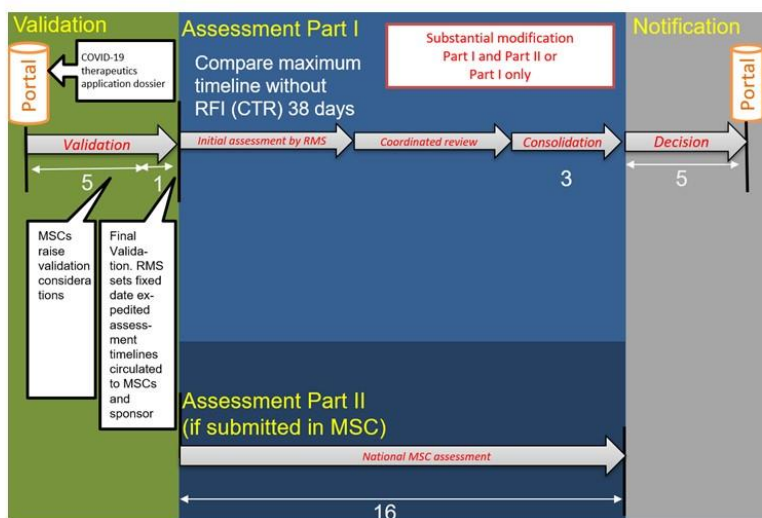 Validation
Portal
COVID-19
therapeutics
application dossier
Validation
5
1
MSCs
raise
validation
considera
tions
Final
Valida-
tion. RMS
sets fixed
date ex-
pedited
assess-
ment
timelines
circulated
to MSCs
and
sponsor
Assessment Part I
Compare maximum
timeline without
RFI (CTR) 38 days
Substantial modification
Part I and Part II or
Part I only
Initial assessment by RMS
Coordinated review
Consolidation
3
Assessment Part II
(if submitted in MSC)
National MSC assessment
16
Notification
Portal
Decision
5